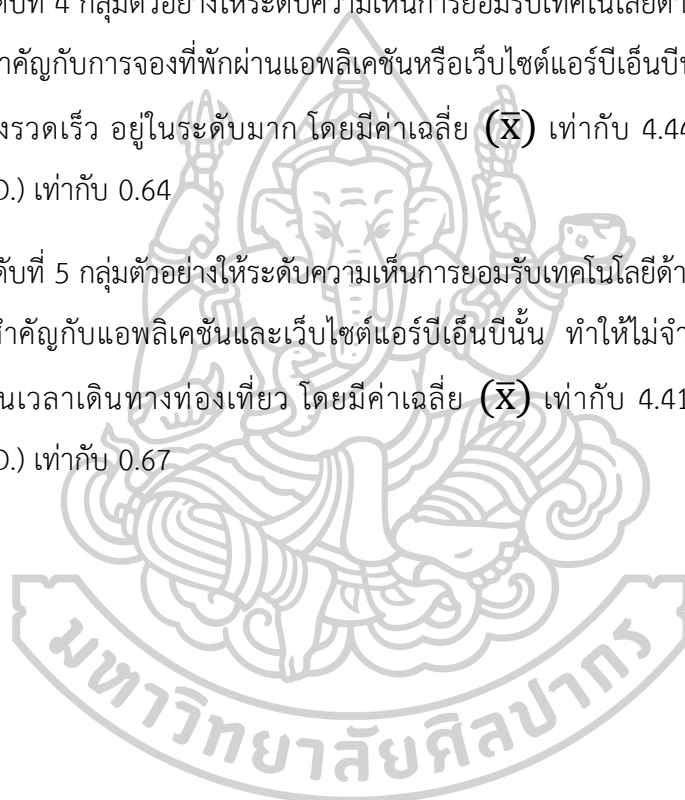 ดับที่ 4 กลุ่มตัวอย่างให้ระดับความเห็นการยอมรับเทคโนโลยีด้า
ำคัญกับการจองที่พักผ่านแอพลิเคชันหรือเว็บไซต์แอร์บีเอ็นบี
งรวดเร็ว อยู่ในระดับมาก โดยมีค่าเฉลี่ย (x̄) เท่ากับ 4.44
D.) เท่ากับ 0.64
ดับที่ 5 กลุ่มตัวอย่างให้ระดับความเห็นการยอมรับเทคโนโลยีด้า
ำคัญกับแอพลิเคชันและเว็บไซต์แอร์บีเอ็นบีนั้น ทำให้ไม่จำ
นเวลาเดินทางท่องเที่ยว โดยมีค่าเฉลี่ย (x̄) เท่ากับ 4.41
D.) เท่ากับ 0.67
มหาวิทยาลัยศิลปากร